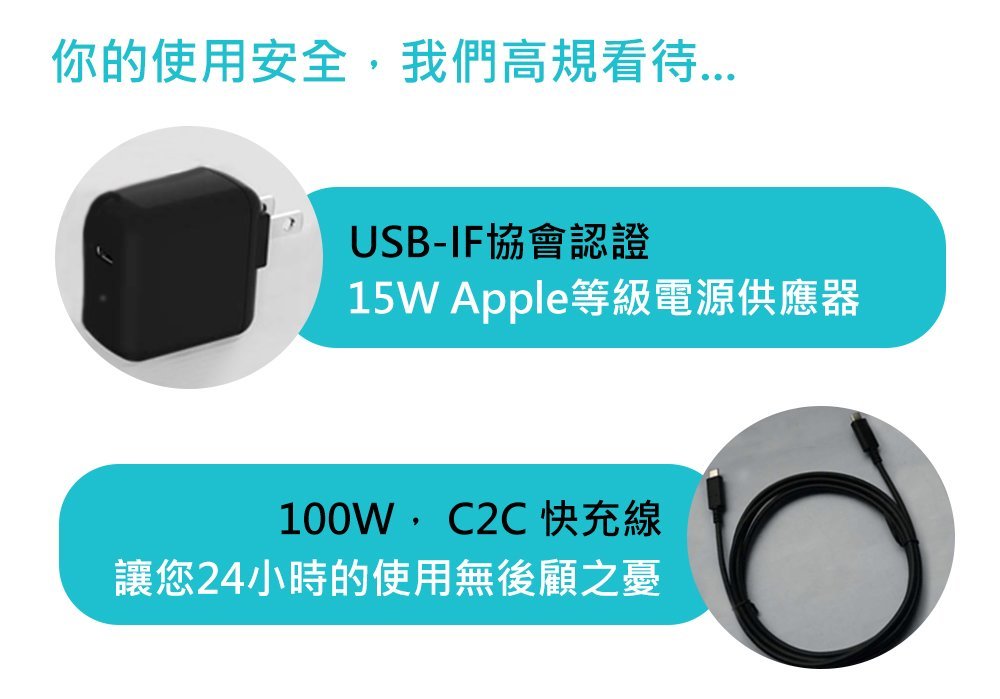 你的使用安全，我們高規看待...
USB-IF協會認證
15W Apple等級電源供應器
100W， C2C 快充線
讓您24小時的使用無後顧之憂